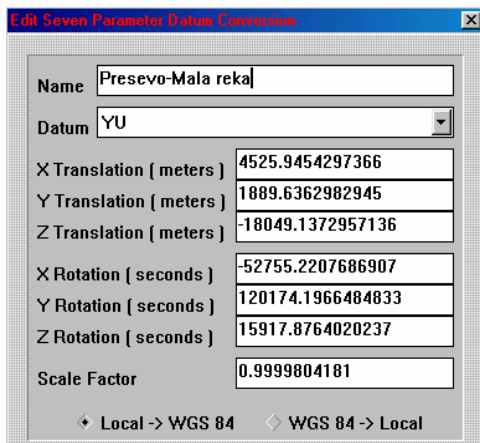 Edit Seven Parameter Datum Conversion
Name Presevo-Mala reka
Datum YU
X Translation ( meters ) 4525.9454297366
Y Translation ( meters ) 1889.6362982945
Z Translation ( meters ) -18049.1372957136
X Rotation ( seconds ) -52755.2207686907
Y Rotation ( seconds ) 120174.1966484833
Z Rotation ( seconds ) 15917.8764020237
Scale Factor 0.9999804181
Local -> WGS 84 WGS 84 -> Local